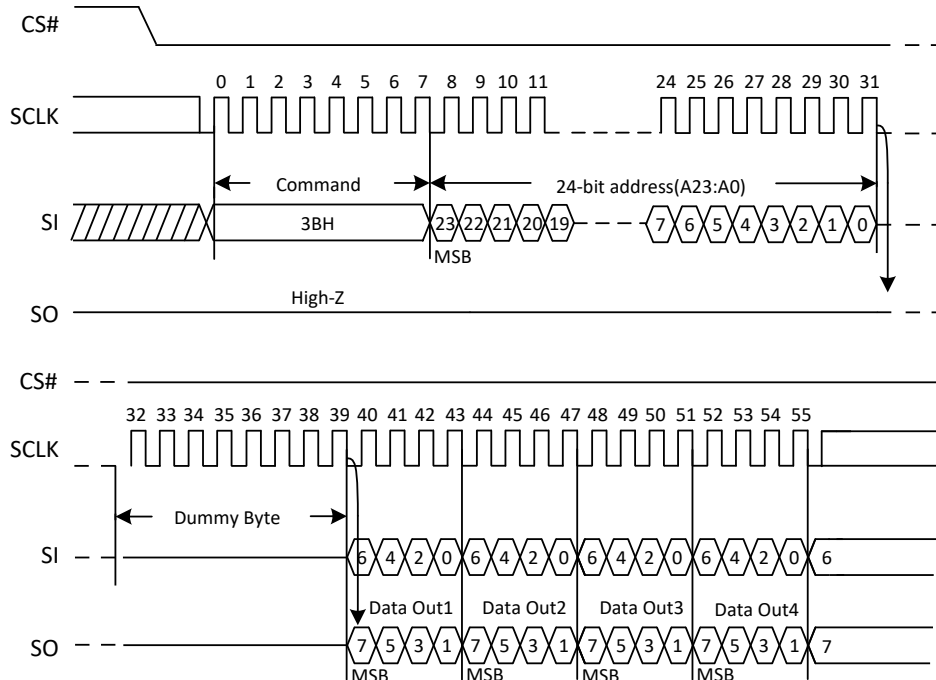 CS#
0 1 2 3 4 5 6 7 8 9 10 11 24 25 26 27 28 29 30 31
SCLK
Command 24-bit address(A23:A0)
SI 3BH 23 22 21 20 19 7 6 5 4 3 2 1 0
MSB
High-Z
SO
CS#
32 33 34 35 36 37 38 39 40 41 42 43 44 45 46 47 48 49 50 51 52 53 54 55
SCLK
Dummy Byte
SI 6 4 2 0 6 4 2 0 6 4 2 0 6 4 2 0 6
Data Out1 Data Out2 Data Out3 Data Out4
SO 7 5 3 1 7 5 3 1 7 5 3 1 7 5 3 1 7
MSB MSB MSB MSB